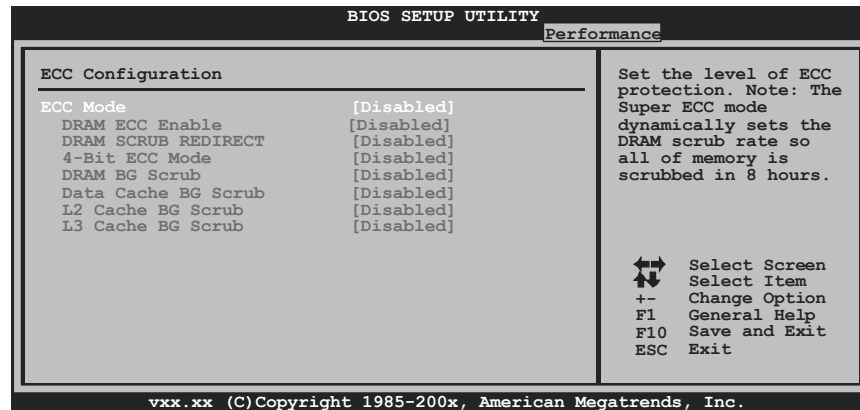 BIOS SETUP UTILITY
Performance
ECC Configuration
ECC Mode [Disabled]
DRAM ECC Enable [Disabled]
DRAM SCRUB REDIRECT [Disabled]
4-Bit ECC Mode [Disabled]
DRAM BG Scrub [Disabled]
Data Cache BG Scrub [Disabled]
L2 Cache BG Scrub [Disabled]
L3 Cache BG Scrub [Disabled]
Set the level of ECC
protection. Note: The
Super ECC mode
dynamically sets the
DRAM scrub rate so
all of memory is
scrubbed in 8 hours.
Select Screen
Select Item
+- Change Option
F1 General Help
F10 Save and Exit
ESC Exit
vxx.xx (C)Copyright 1985-200x, American Megatrends, Inc.